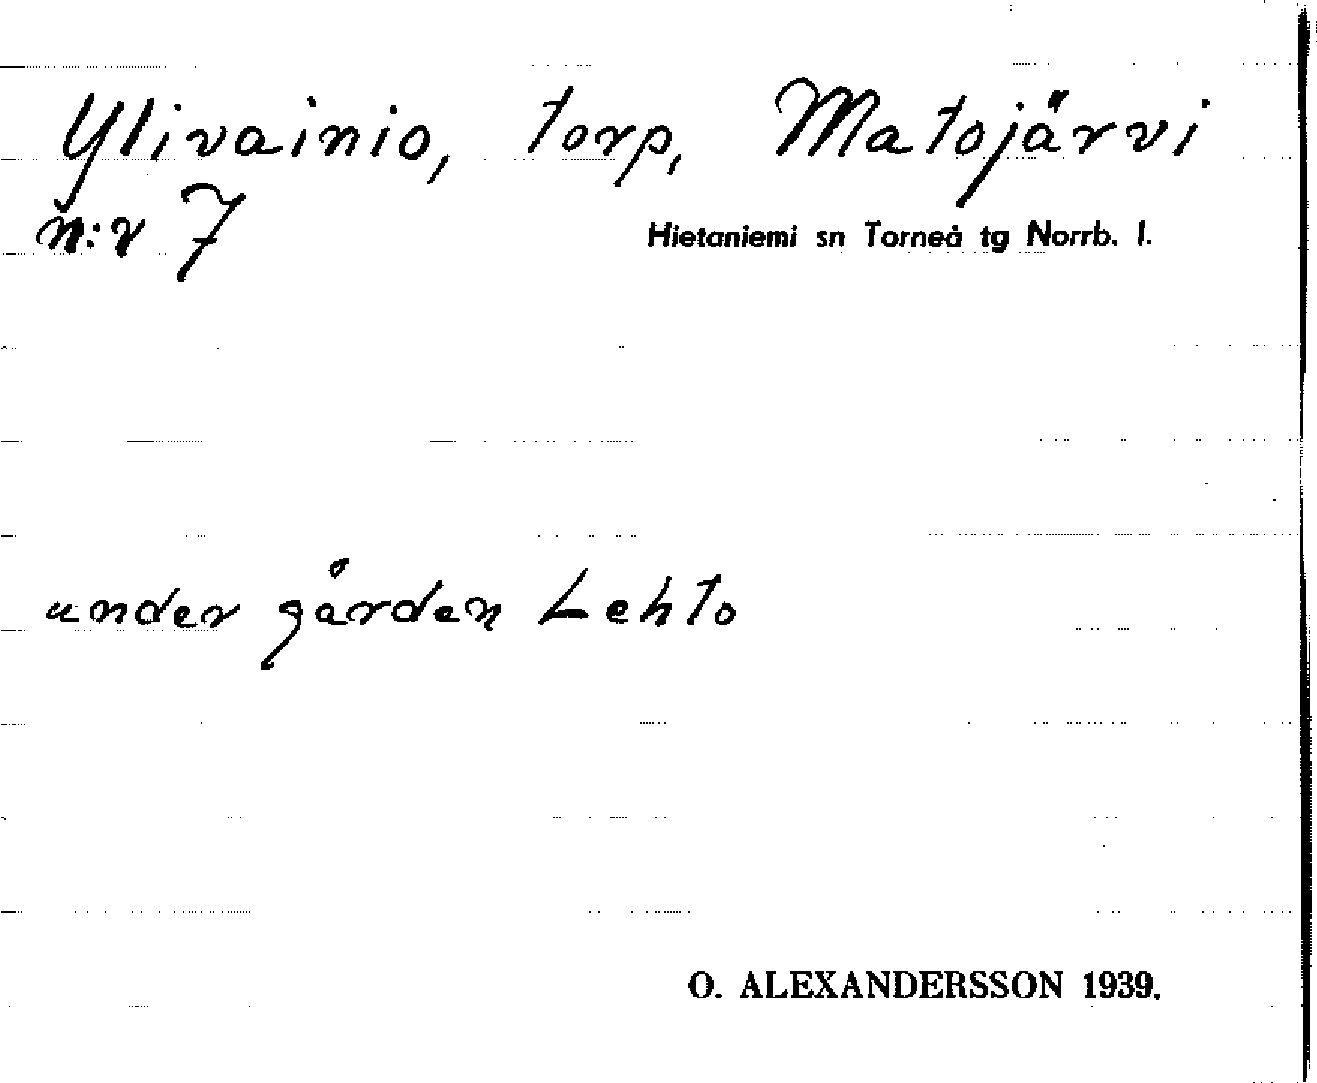 Ylivainio, torp, Matojärvi
n:r 7
Hietaniemi sn Torneå tg Norrb. l.
under gården Lehto
O. ALEXANDERSSON 1939.